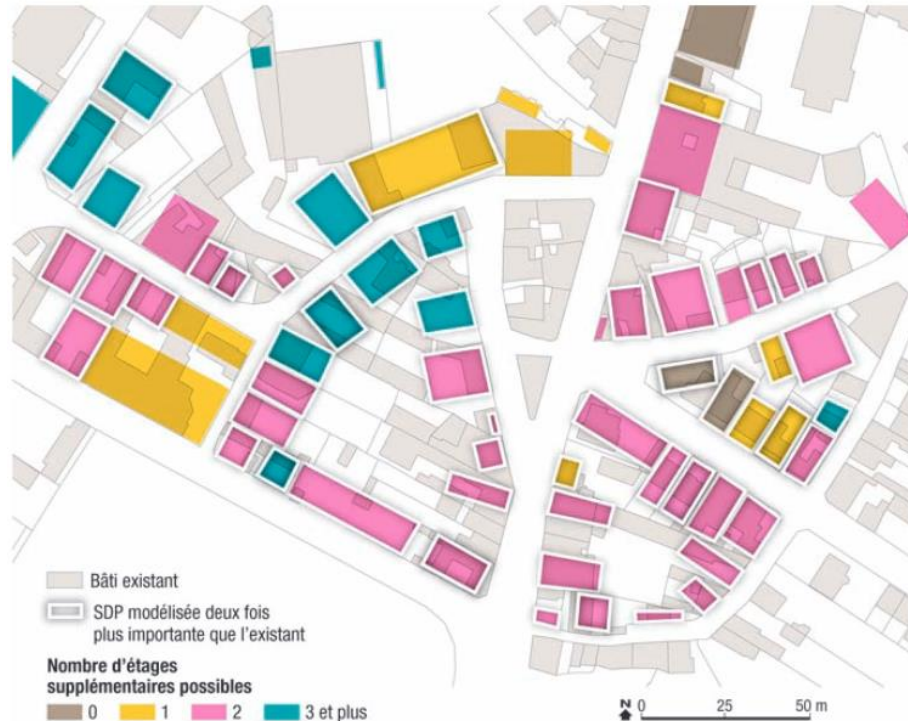 Bâti existant
SDP modélisée deux fois
plus importante que l'existant
Nombre d'étages
supplémentaires possibles
0 1 2 3 et plus
N 0 25 50 m